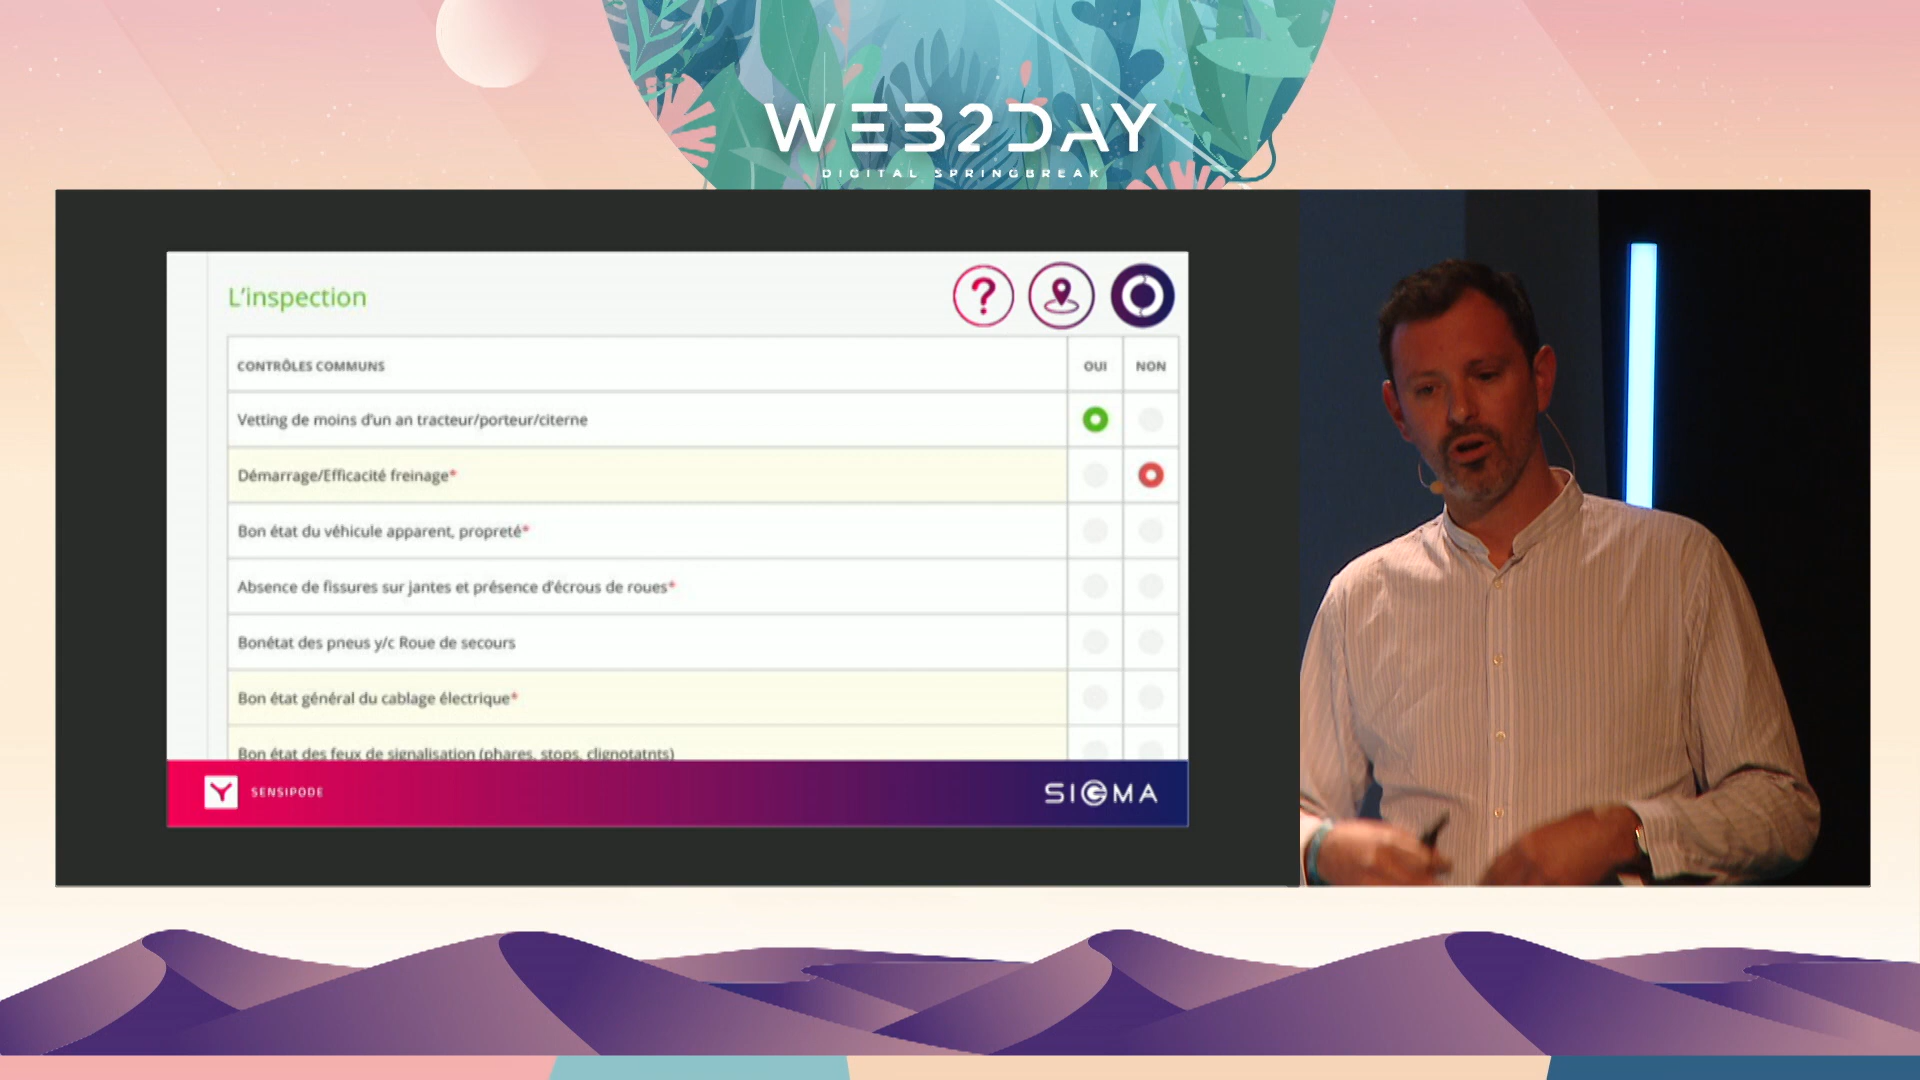 WEB2DAY
DIGITAL SPRINGBREAK
L'inspection
?
CONTRÔLES COMMUNS OUI NON
Vetting de moins d'un an tracteur/porteur/citerne
Démarrage/Efficacité freinage*
Bon état du véhicule apparent, propreté*
Absence de fissures sur jantes et présence d'écrous de roues*
Bonétat des pneus y/c Roue de secours
Bon état général du cablage électrique*
Bon état des feux de signalisation (phares, stops, clignotatnts)
SENSIPODE
SIGMA